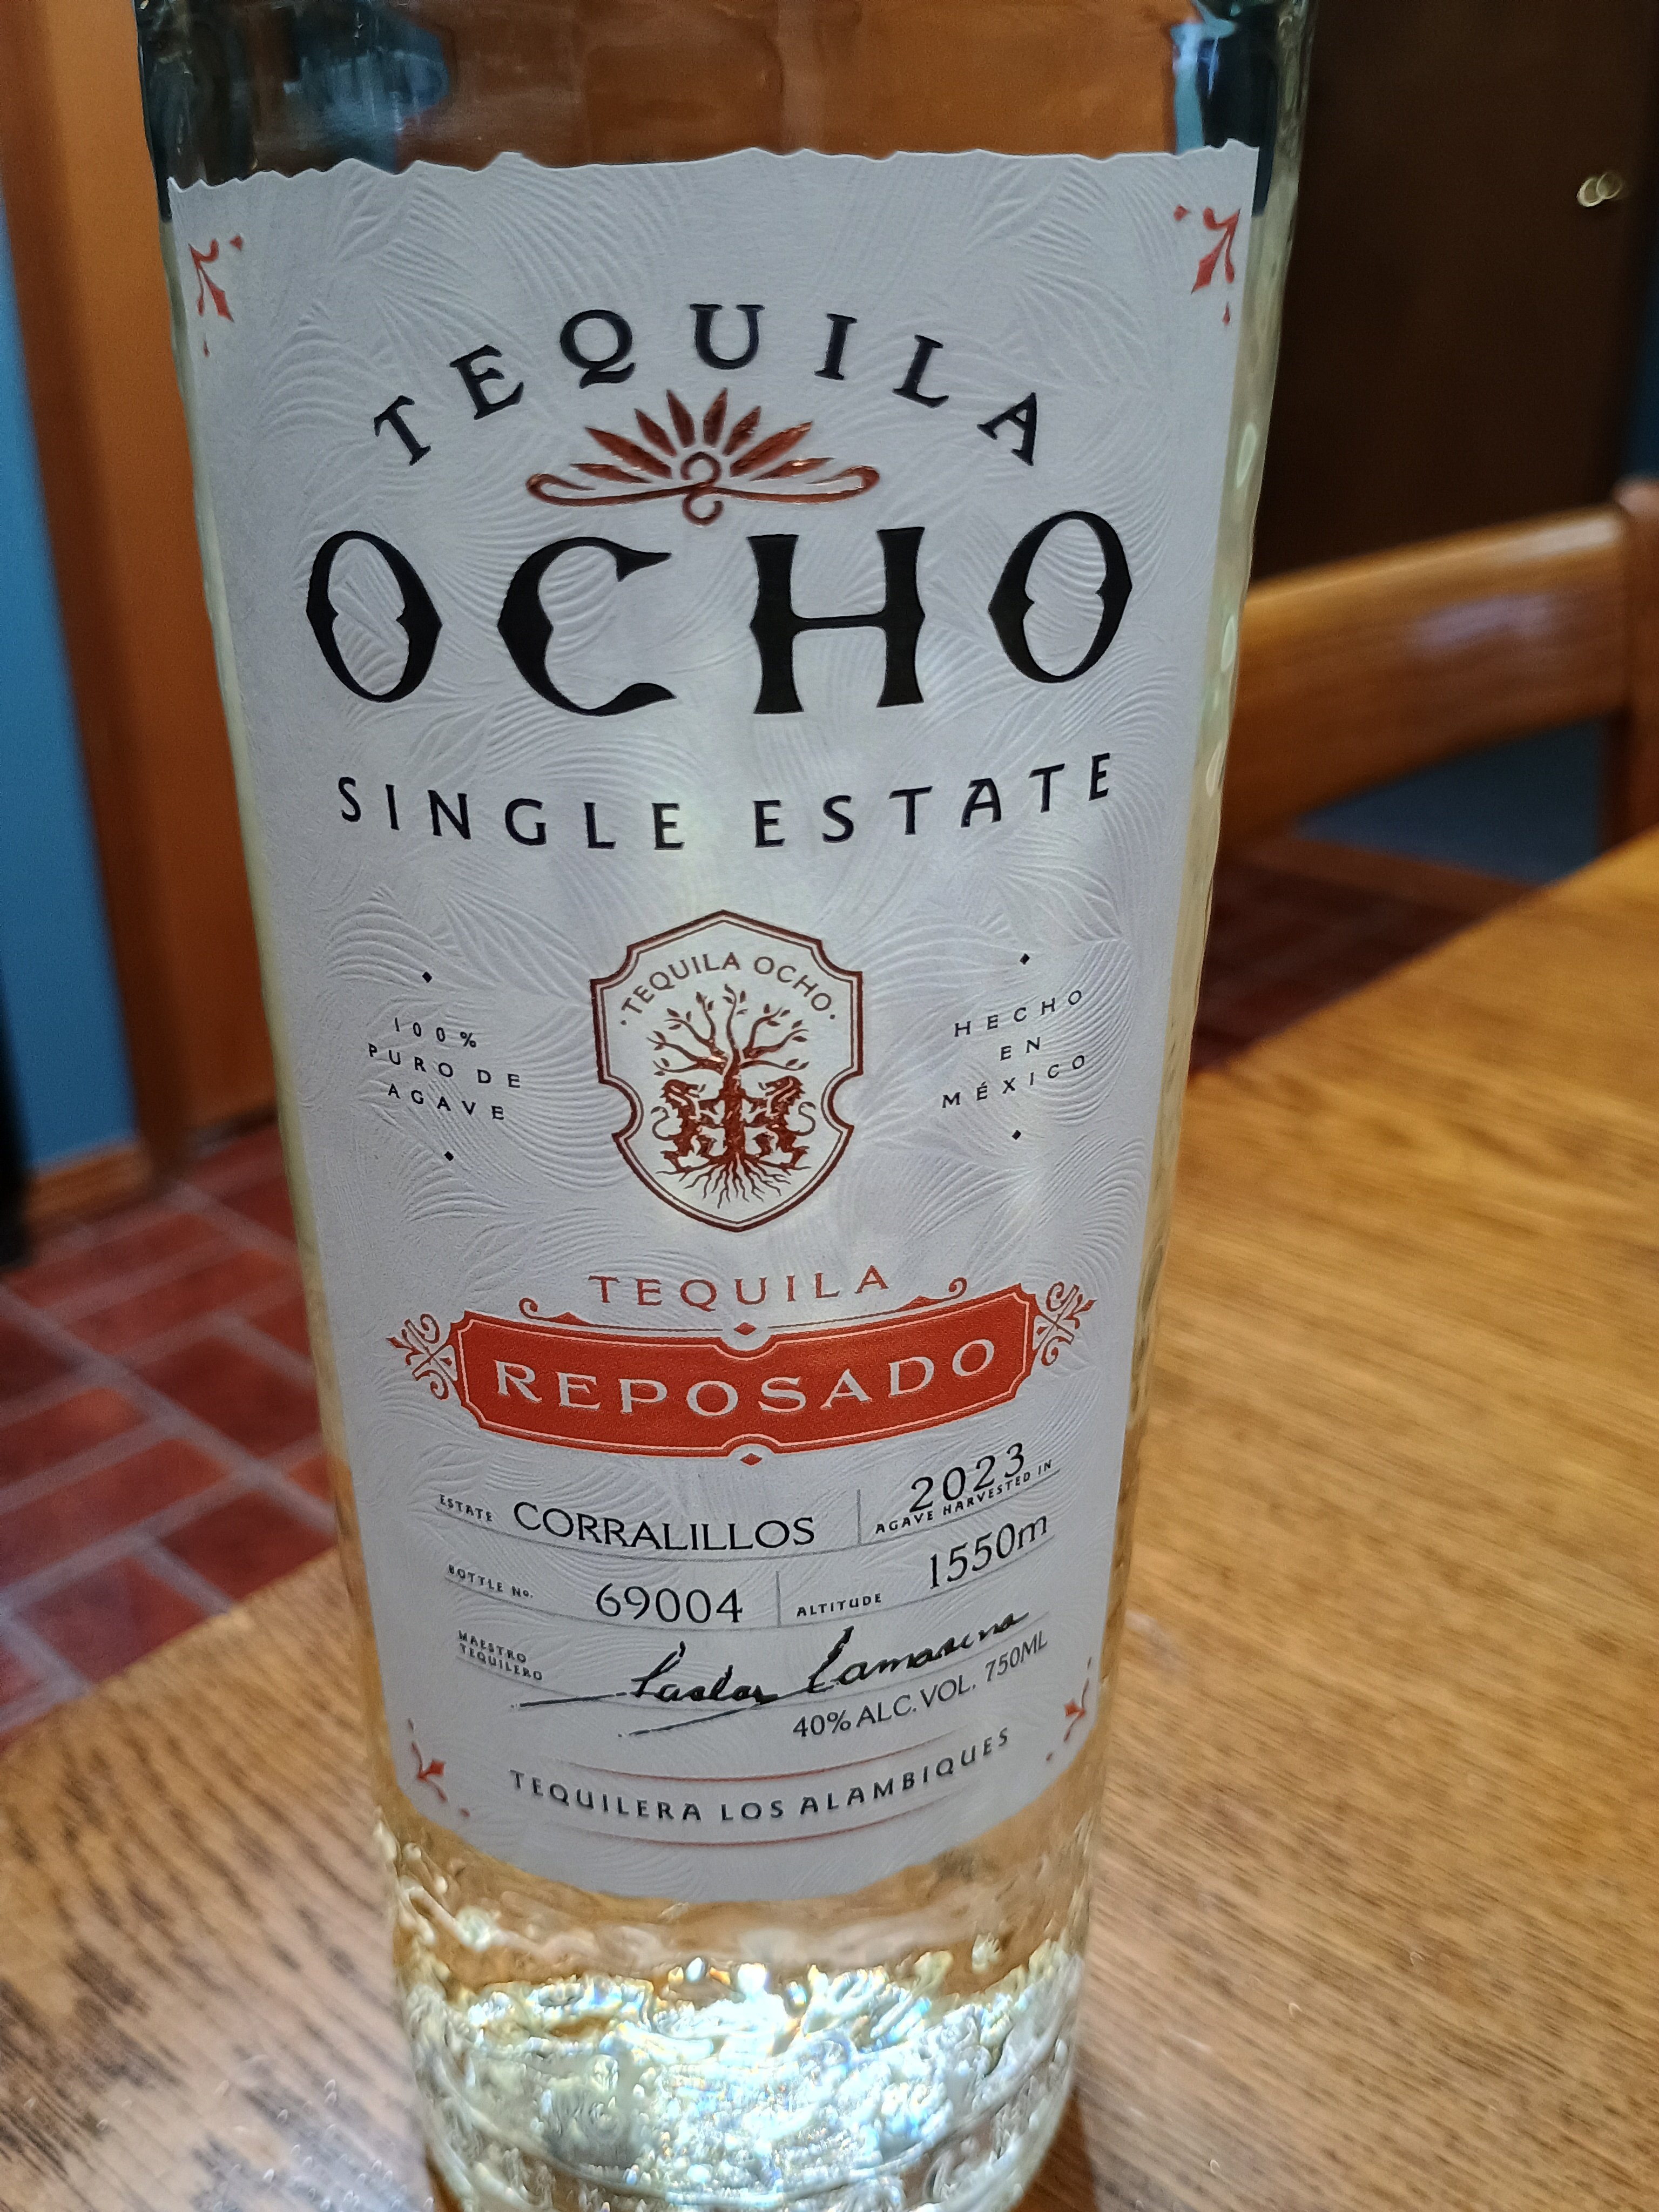 TEQUILA
OCHO
SINGLE ESTATE
· TEQUILA OCHO ·
100%
PURO DE
AGAVE
HECHO
EN
MÉXICO
TEQUILA
REPOSADO
ESTATE CORRALILLOS
2023
AGAVE HARVESTED IN
BOTTLE No. 69004
ALTITUDE 1550m
MAESTRO
TEQUILERO
40% ALC. VOL. 750ML
TEQUILERA LOS ALAMBIQUES